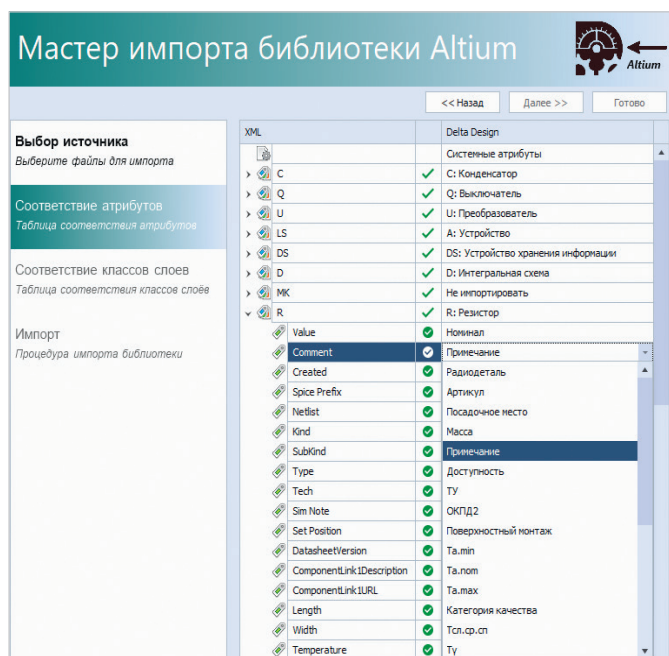 Мастер импорта библиотеки Altium
Altium
<< Назад Далее >> Готово
Выбор источника
Выберите файлы для импорта
Соответствие атрибутов
Таблица соответствия атрибутов
Соответствие классов слоев
Таблица соответствия классов слоёв
Импорт
Процедура импорта библиотеки
XML Delta Design
Системные атрибуты
C C: Конденсатор
Q Q: Выключатель
U U: Преобразователь
LS A: Устройство
DS DS: Устройство хранения информации
D D: Интегральная схема
MK Не импортировать
R R: Резистор
Value Номинал
Comment Примечание
Created Радиодеталь
Spice Prefix Артикул
Netlist Посадочное место
Kind Масса
SubKind Примечание
Type Доступность
Tech ТУ
Sim Note ОКПД2
Set Position Поверхностный монтаж
DatasheetVersion Ta.min
ComponentLink1Description Ta.nom
ComponentLink1URL Ta.max
Length Категория качества
Width Тсл.ср.сп
Temperature Ту